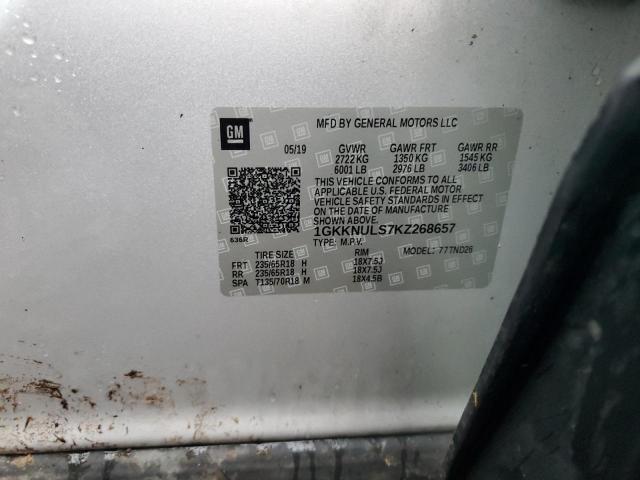 GM
MFD BY GENERAL MOTORS LLC
05/19 GVWR GAWR FRT GAWR RR
2722 KG 1350 KG 1545 KG
6001 LB 2976 LB 3406 LB
THIS VEHICLE CONFORMS TO ALL
APPLICABLE U.S. FEDERAL MOTOR
VEHICLE SAFETY STANDARDS IN EFFECT
ON THE DATE OF MANUFACTURE
SHOWN ABOVE.
1GKKNULS7KZ268657
636R TYPE: M.P.V. MODEL: 77TND26
TIRE SIZE RIM
FRT 235/65R18 H 18X7.5J
RR 235/65R18 H 18X7.5J
SPA T135/70R18 M 18X4.5B